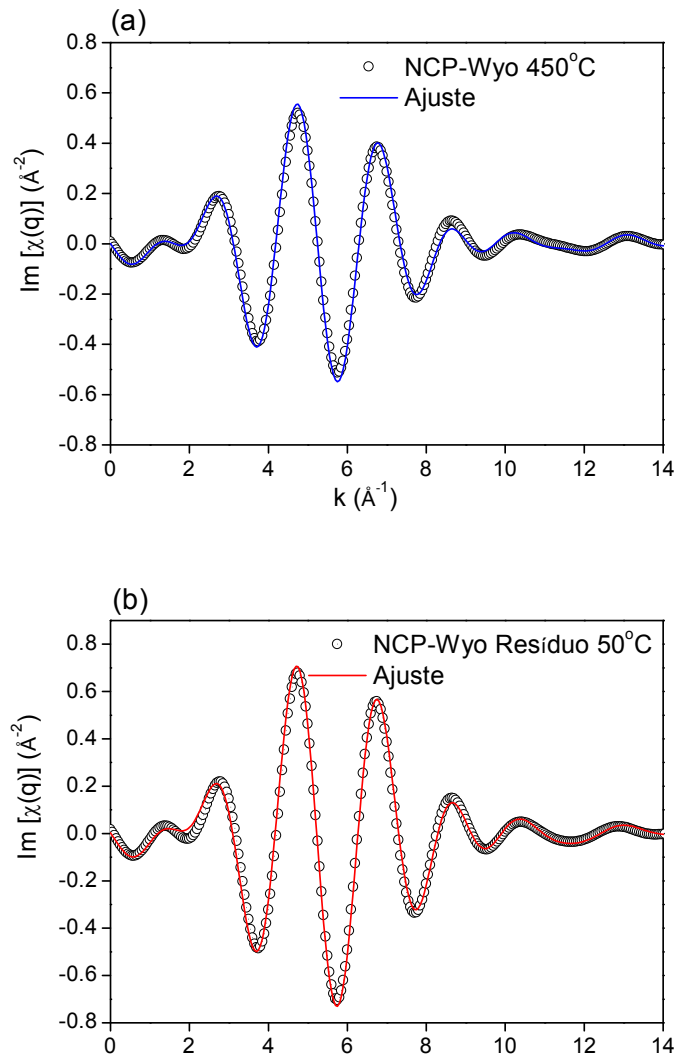 (a)
NCP-Wyo 450°C
Ajuste
Im [χ(q)] (Å⁻²)
0.8
0.6
0.4
0.2
0.0
-0.2
-0.4
-0.6
-0.8
0 2 4 6 8 10 12 14
k (Å⁻¹)
(b)
NCP-Wyo Resíduo 50°C
Ajuste
Im [χ(q)] (Å⁻²)
0.8
0.6
0.4
0.2
0.0
-0.2
-0.4
-0.6
-0.8
0 2 4 6 8 10 12 14